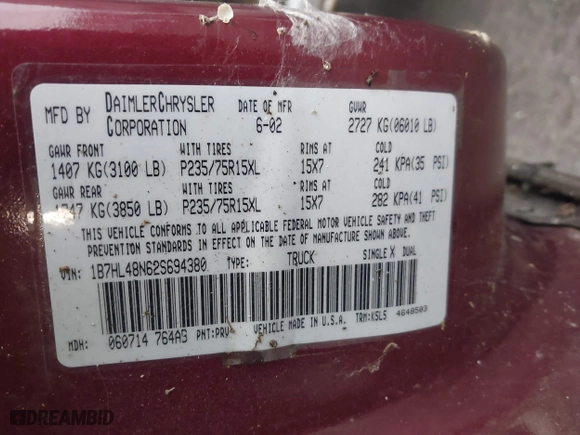 MFD BY DAIMLERCHRYSLER CORPORATION DATE OF MFR 6-02 GVWR 2727 KG(06010 LB)
GAWR FRONT WITH TIRES RIMS AT COLD
1407 KG(3100 LB) P235/75R15XL 15X7 241 KPA(35 PSI)
GAWR REAR WITH TIRES RIMS AT COLD
1747 KG(3850 LB) P235/75R15XL 15X7 282 KPA(41 PSI)
THIS VEHICLE CONFORMS TO ALL APPLICABLE FEDERAL MOTOR VEHICLE SAFETY AND THEFT
PREVENTION STANDARDS IN EFFECT ON THE DATE OF MANUFACTURE SHOWN ABOVE.
VIN: 1B7HL48N62S694380 TYPE: TRUCK SINGLE X DUAL
MDH: 060714 764AG PNT:PRV VEHICLE MADE IN U.S.A. TRM:K5L5 4648503
DREAMBID